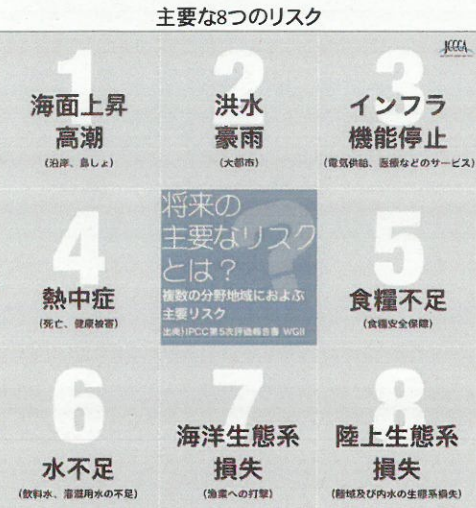 主要な8つのリスク
JCCCA
1
海面上昇
高潮
(沿岸、島しょ)
2
洪水
豪雨
(大都市)
3
インフラ
機能停止
(電気供給、医療などのサービス)
4
熱中症
(死亡、健康被害)
将来の
主要なリスク
とは?
複数の分野地域におよぶ
主要リスク
出典)IPCC第5次評価報告書 WGII
5
食糧不足
(食糧安全保障)
6
水不足
(飲料水、灌漑用水の不足)
7
海洋生態系
損失
(漁業への打撃)
8
陸上生態系
損失
(陸域及び内水の生態系損失)